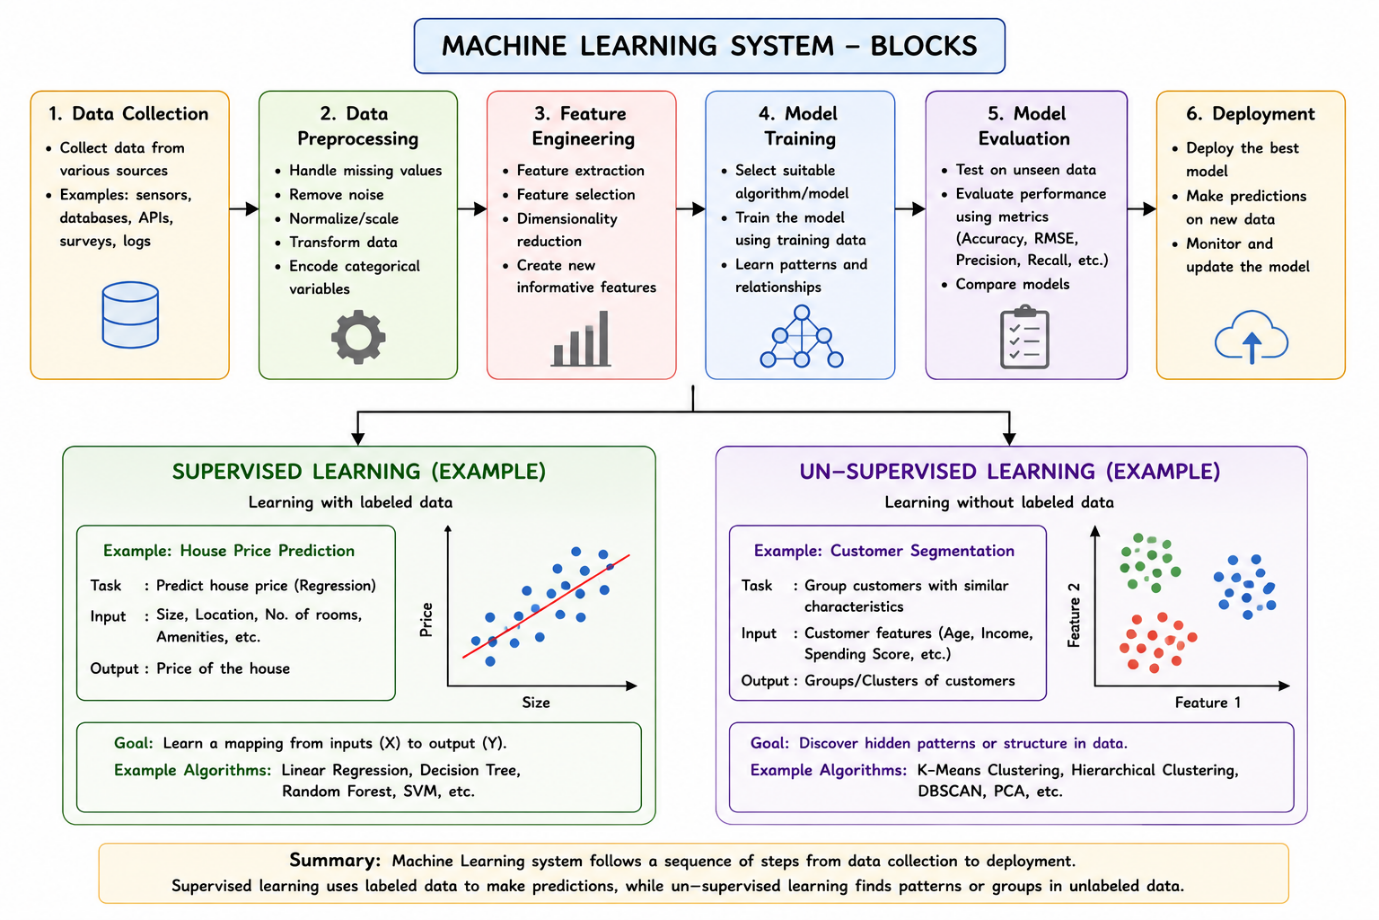 MACHINE LEARNING SYSTEM – BLOCKS
1. Data Collection
• Collect data from
various sources
• Examples: sensors,
databases, APIs,
surveys, logs
2. Data
Preprocessing
• Handle missing values
• Remove noise
• Normalize/scale
• Transform data
• Encode categorical
variables
3. Feature
Engineering
• Feature extraction
• Feature selection
• Dimensionality
reduction
• Create new
informative features
4. Model
Training
• Select suitable
algorithm/model
• Train the model
using training data
• Learn patterns and
relationships
5. Model
Evaluation
• Test on unseen data
• Evaluate performance
using metrics
(Accuracy, RMSE,
Precision, Recall, etc.)
• Compare models
6. Deployment
• Deploy the best
model
• Make predictions
on new data
• Monitor and
update the model
SUPERVISED LEARNING (EXAMPLE)
Learning with labeled data
Example: House Price Prediction
Task : Predict house price (Regression)
Input : Size, Location, No. of rooms,
Amenities, etc.
Output : Price of the house
Price
Size
Goal: Learn a mapping from inputs (X) to output (Y).
Example Algorithms: Linear Regression, Decision Tree,
Random Forest, SVM, etc.
UN–SUPERVISED LEARNING (EXAMPLE)
Learning without labeled data
Example: Customer Segmentation
Task : Group customers with similar
characteristics
Input : Customer features (Age, Income,
Spending Score, etc.)
Output : Groups/Clusters of customers
Feature 2
Feature 1
Goal: Discover hidden patterns or structure in data.
Example Algorithms: K–Means Clustering, Hierarchical Clustering,
DBSCAN, PCA, etc.
Summary: Machine Learning system follows a sequence of steps from data collection to deployment.
Supervised learning uses labeled data to make predictions, while un–supervised learning finds patterns or groups in unlabeled data.